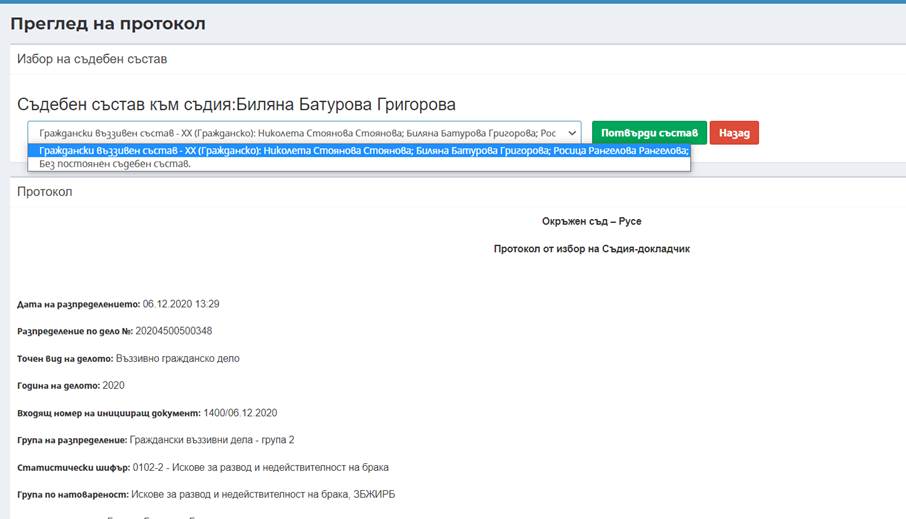 Преглед на протокол
Избор на съдебен състав
Съдебен състав към съдия:Биляна Батурова Григорова
Граждански въззивен състав - ХХ (Гражданско): Николета Стоянова Стоянова; Биляна Батурова Григорова; Рос
Потвърди състав
Назад
Граждански въззивен състав - ХХ (Гражданско): Николета Стоянова Стоянова; Биляна Батурова Григорова; Росица Рангелова Рангелова;
Без постоянен съдебен състав.
Протокол
Окръжен съд – Русе
Протокол от избор на Съдия-докладчик
Дата на разпределението: 06.12.2020 13:29
Разпределение по дело №: 20204500500348
Точен вид на делото: Въззивно гражданско дело
Година на делото: 2020
Входящ номер на иницииращ документ: 1400/06.12.2020
Група на разпределение: Граждански въззивни дела - група 2
Статистически шифър: 0102-2 - Искове за развод и недействителност на брака
Група по натовареност: Искове за развод и недействителност на брака, ЗБЖИРБ